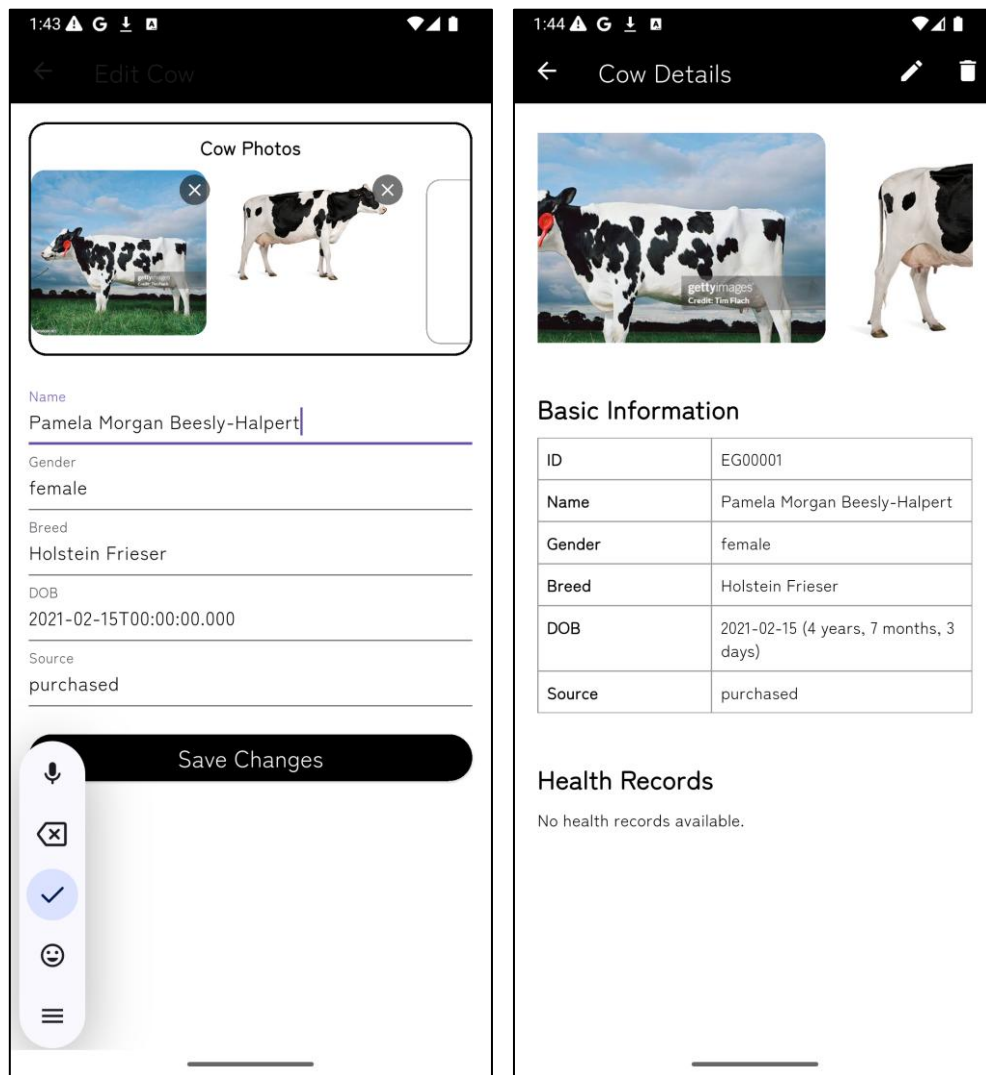 1:43
Edit Cow
Cow Photos
gettyimages
Credit: Tim Flach
Name
Pamela Morgan Beesly-Halpert
Gender
female
Breed
Holstein Frieser
DOB
2021-02-15T00:00:00.000
Source
purchased
Save Changes
1:44
Cow Details
gettyimages
Credit: Tim Flach
Basic Information
ID EG00001
Name Pamela Morgan Beesly-Halpert
Gender female
Breed Holstein Frieser
DOB 2021-02-15 (4 years, 7 months, 3
days)
Source purchased
Health Records
No health records available.